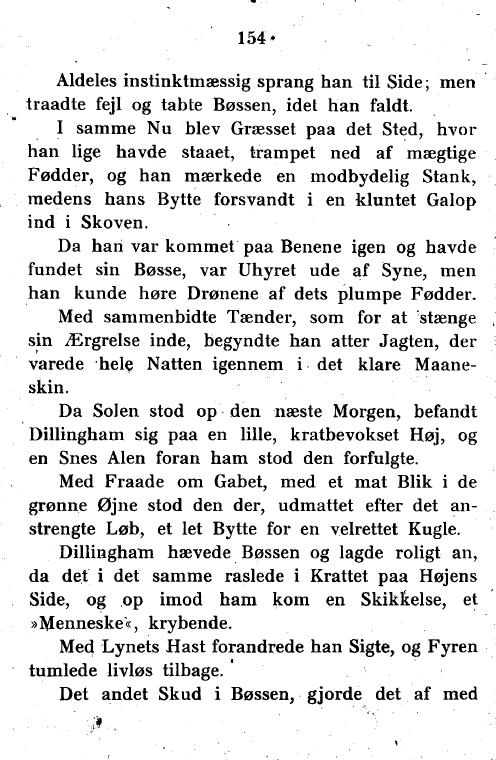 154
Aldeles instinktmæssig sprang han til Side; men
traadte fejl og tabte Bøssen, idet han faldt.
I samme Nu blev Græsset paa det Sted, hvor
han lige havde staaet, trampet ned af mægtige
Fødder, og han mærkede en modbydelig Stank,
medens hans Bytte forsvandt i en kluntet Galop
ind i Skoven.
Da han var kommet paa Benene igen og havde
fundet sin Bøsse, var Uhyret ude af Syne, men
han kunde høre Drønene af dets plumpe Fødder.
Med sammenbidte Tænder, som for at stænge
sin Ærgrelse inde, begyndte han atter Jagten, der
varede hele Natten igennem i det klare Maane-
skin.
Da Solen stod op den næste Morgen, befandt
Dillingham sig paa en lille, kratbevokset Høj, og
en Snes Alen foran ham stod den forfulgte.
Med Fraade om Gabet, med et mat Blik i de
grønne Øjne stod den der, udmattet efter det an-
strengte Løb, et let Bytte for en velrettet Kugle.
Dillingham hævede Bøssen og lagde roligt an,
da det i det samme raslede i Krattet paa Højens
Side, og op imod ham kom en Skikkelse, et
»Menneske«, krybende.
Med Lynets Hast forandrede han Sigte, og Fyren
tumlede livløs tilbage.
Det andet Skud i Bøssen, gjorde det af med